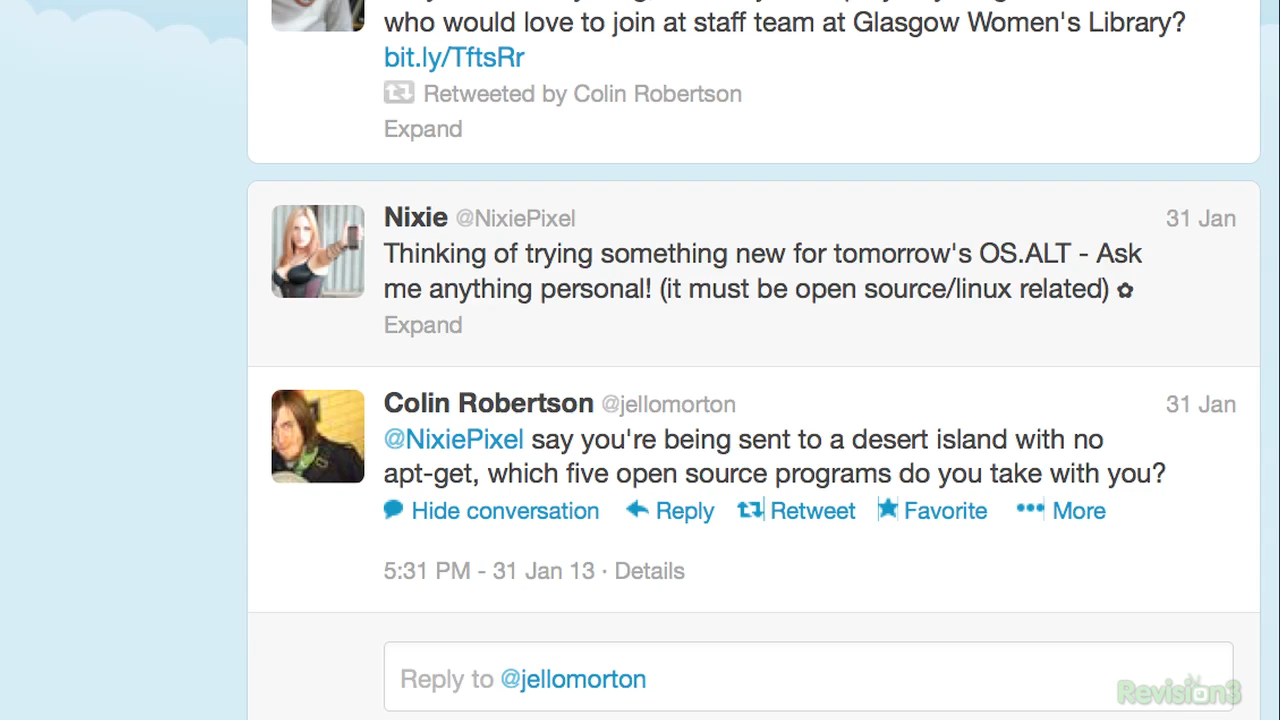 who would love to join at staff team at Glasgow Women's Library?
bit.ly/TftsRr
Retweeted by Colin Robertson
Expand
Nixie @NixiePixel 31 Jan
Thinking of trying something new for tomorrow's OS.ALT - Ask
me anything personal! (it must be open source/linux related) ✿
Expand
Colin Robertson @jellomorton 31 Jan
@NixiePixel say you're being sent to a desert island with no
apt-get, which five open source programs do you take with you?
Hide conversation Reply Retweet Favorite More
5:31 PM - 31 Jan 13 · Details
Reply to @jellomorton
Revision3